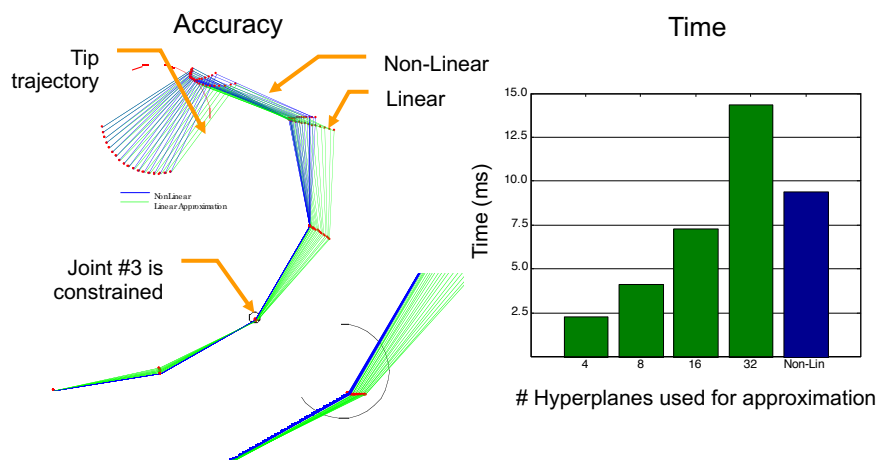 Accuracy
Tip
trajectory
Non-Linear
Linear
NonLinear
Linear Approximation
Joint #3 is
constrained
Time
15.0
12.5
10.0
7.5
5.0
2.5
Time (ms)
4
8
16
32
Non-Lin
# Hyperplanes used for approximation